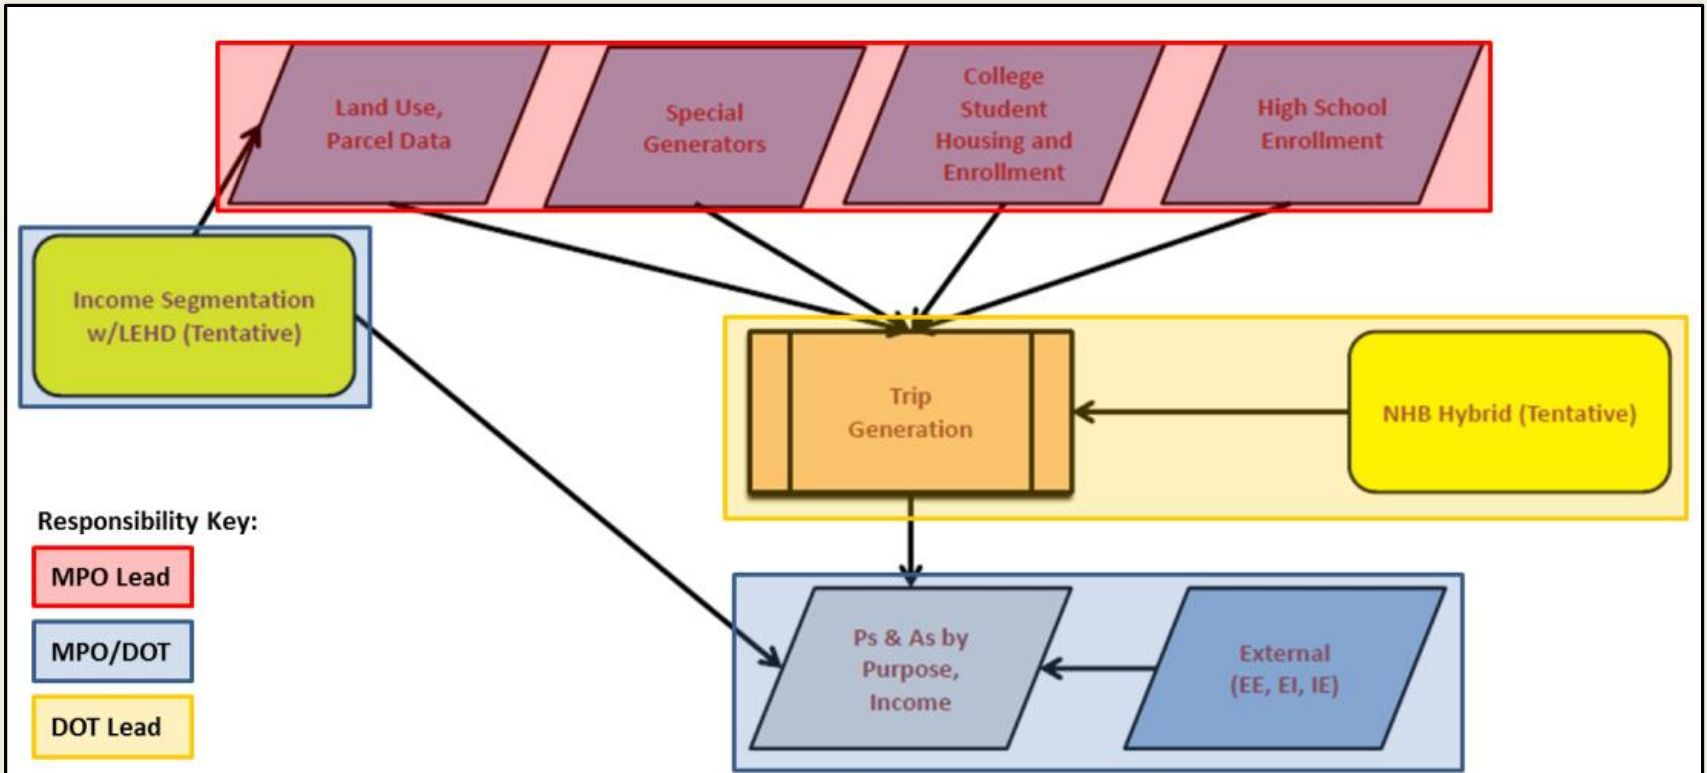 Land Use,
Parcel Data
Special
Generators
College
Student
Housing and
Enrollment
High School
Enrollment
Income Segmentation
w/LEHD (Tentative)
Trip
Generation
NHB Hybrid (Tentative)
Responsibility Key:
MPO Lead
MPO/DOT
DOT Lead
Ps & As by
Purpose,
Income
External
(EE, EI, IE)